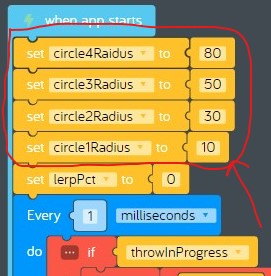 when app starts
set circle4Raidus to 80
set circle3Radius to 50
set circle2Radius to 30
set circle1Radius to 10
set lerpPct to 0
Every 1 milliseconds
do ... if throwInProgress